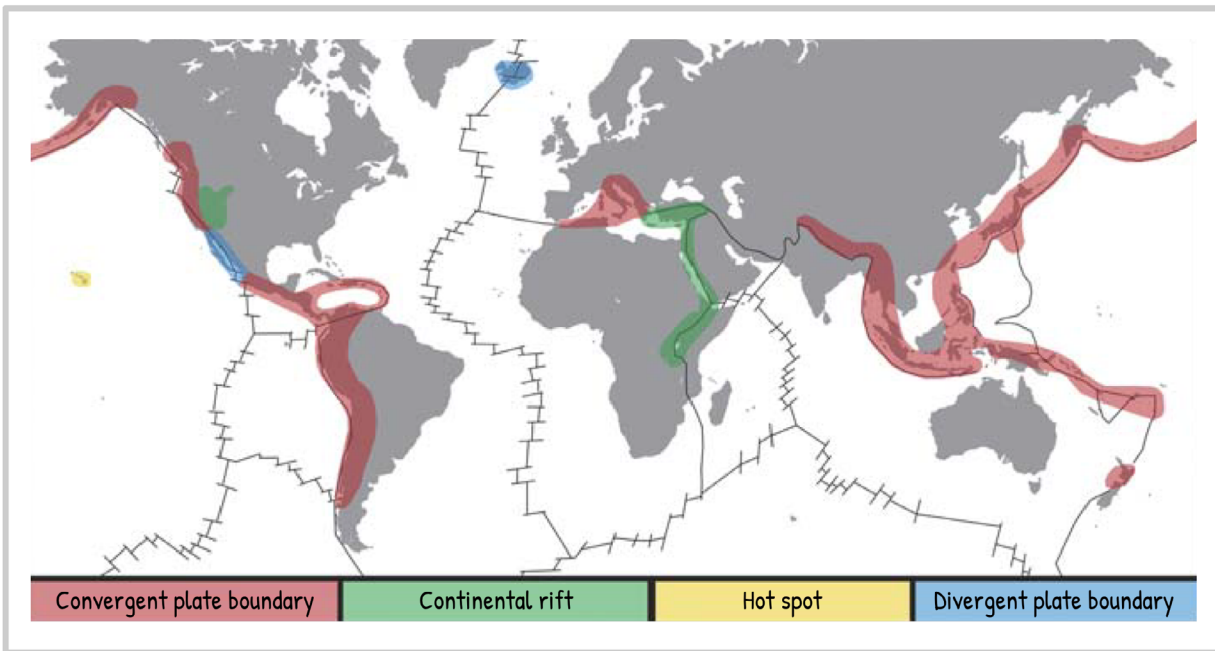 Convergent plate boundary
Continental rift
Hot spot
Divergent plate boundary